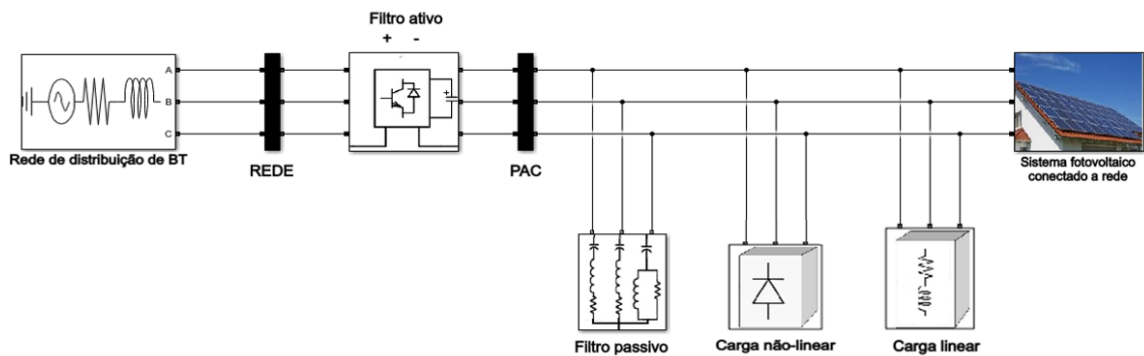 Filtro ativo
+ -
A
B
C
+
Rede de distribuição de BT
REDE
PAC
Sistema fotovoltaico
conectado a rede
Filtro passivo
Carga não-linear
Carga linear